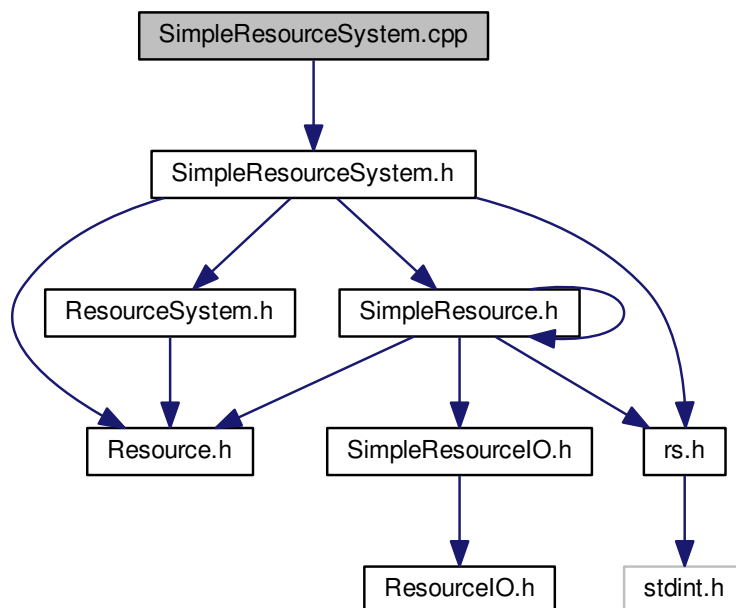 SimpleResourceSystem.cpp
SimpleResourceSystem.h
ResourceSystem.h
SimpleResource.h
Resource.h
SimpleResourceIO.h
rs.h
ResourceIO.h
stdint.h